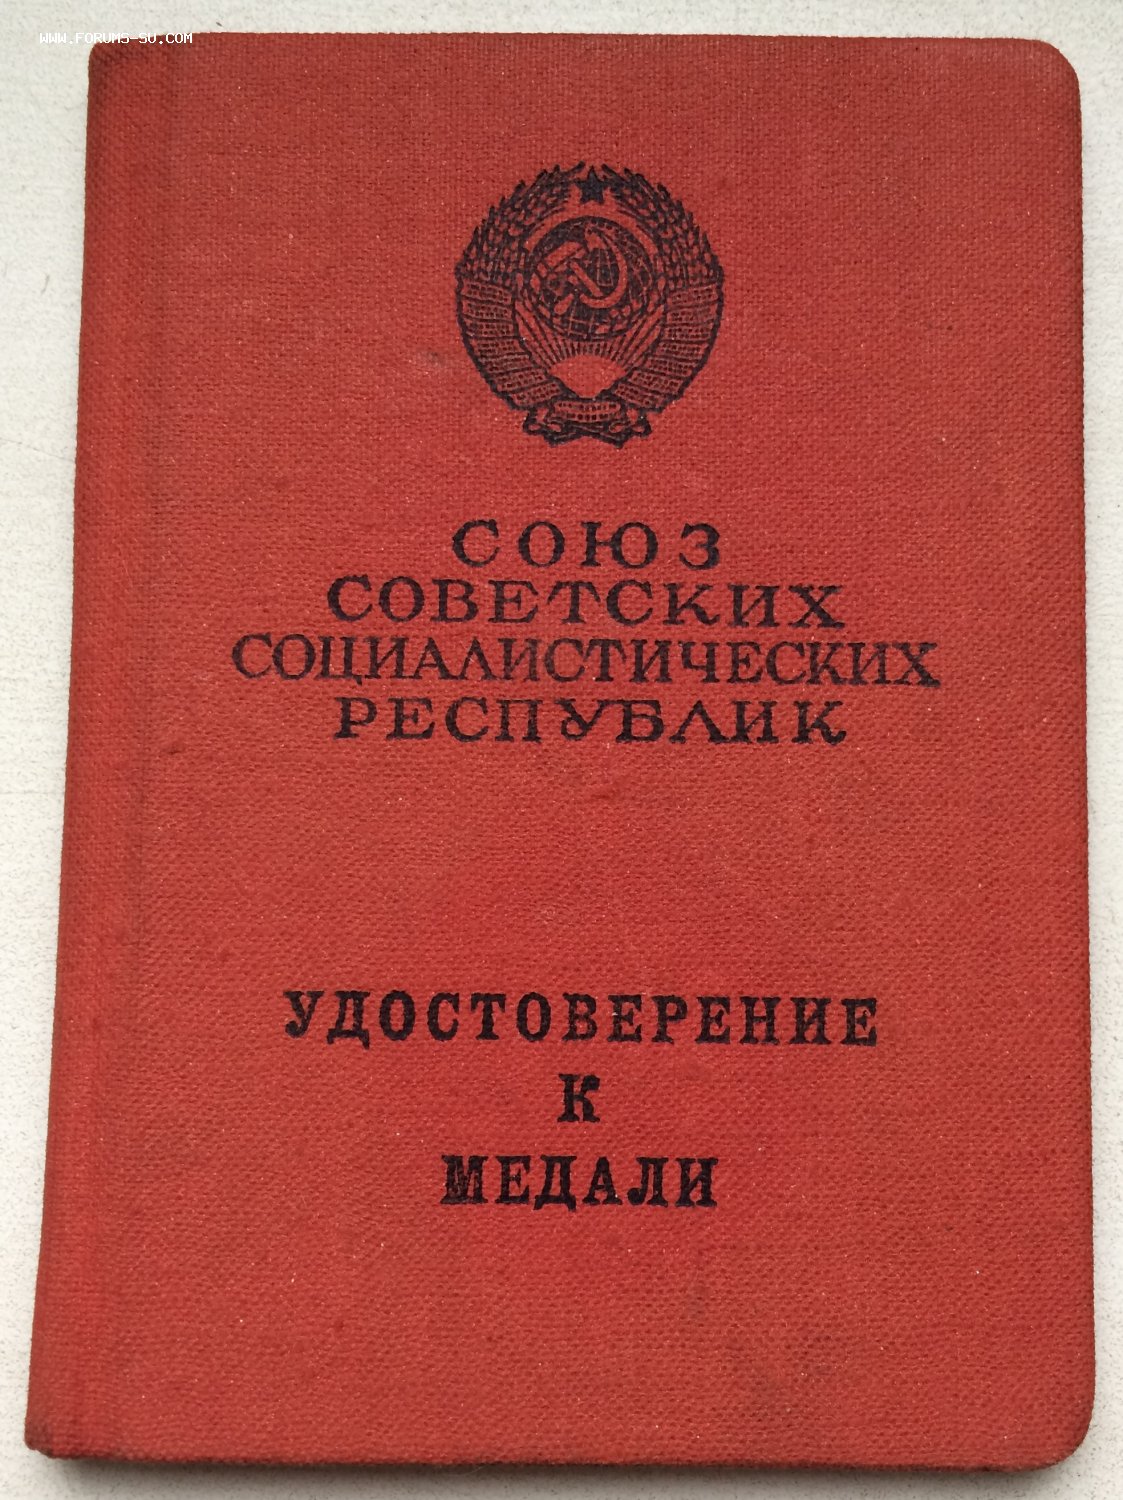 WWW.FORUMS-SU.COM
СОЮЗ
СОВЕТСКИХ
СОЦИАЛИСТИЧЕСКИХ
РЕСПУБЛИК
УДОСТОВЕРЕНИЕ
К
МЕДАЛИ